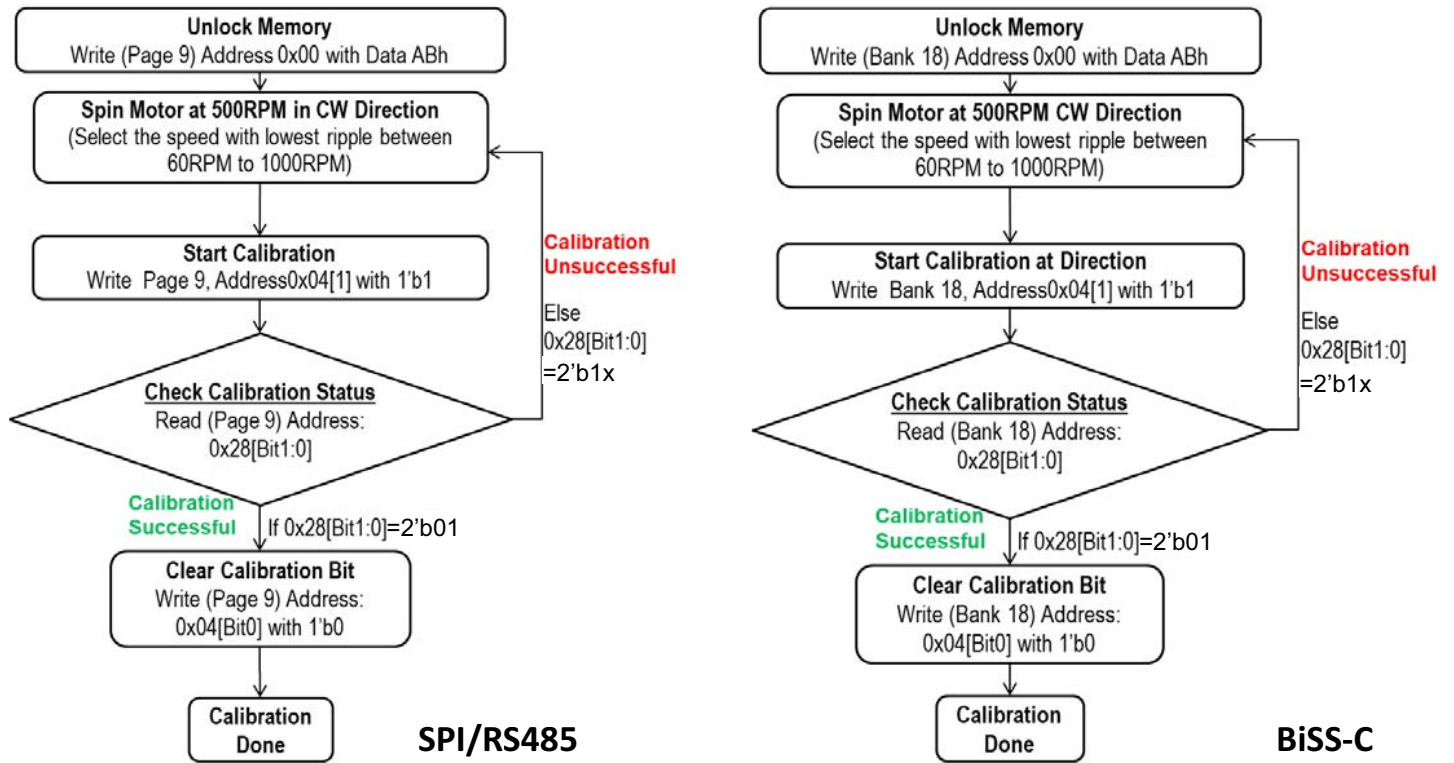 Unlock Memory
Write (Page 9) Address 0x00 with Data ABh
Spin Motor at 500RPM in CW Direction
(Select the speed with lowest ripple between
60RPM to 1000RPM)
Start Calibration
Write  Page 9, Address0x04[1] with 1'b1
Calibration
Unsuccessful
Else
0x28[Bit1:0]
=2'b1x
Check Calibration Status
Read (Page 9) Address:
0x28[Bit1:0]
Calibration
Successful
If 0x28[Bit1:0]=2'b01
Clear Calibration Bit
Write (Page 9) Address:
0x04[Bit0] with 1'b0
Calibration
Done
SPI/RS485
Unlock Memory
Write (Bank 18) Address 0x00 with Data ABh
Spin Motor at 500RPM CW Direction
(Select the speed with lowest ripple between
60RPM to 1000RPM)
Start Calibration at Direction
Write  Bank 18, Address0x04[1] with 1'b1
Calibration
Unsuccessful
Else
0x28[Bit1:0]
=2'b1x
Check Calibration Status
Read (Bank 18) Address:
0x28[Bit1:0]
Calibration
Successful
If 0x28[Bit1:0]=2'b01
Clear Calibration Bit
Write (Bank 18) Address:
0x04[Bit0] with 1'b0
Calibration
Done
BiSS-C